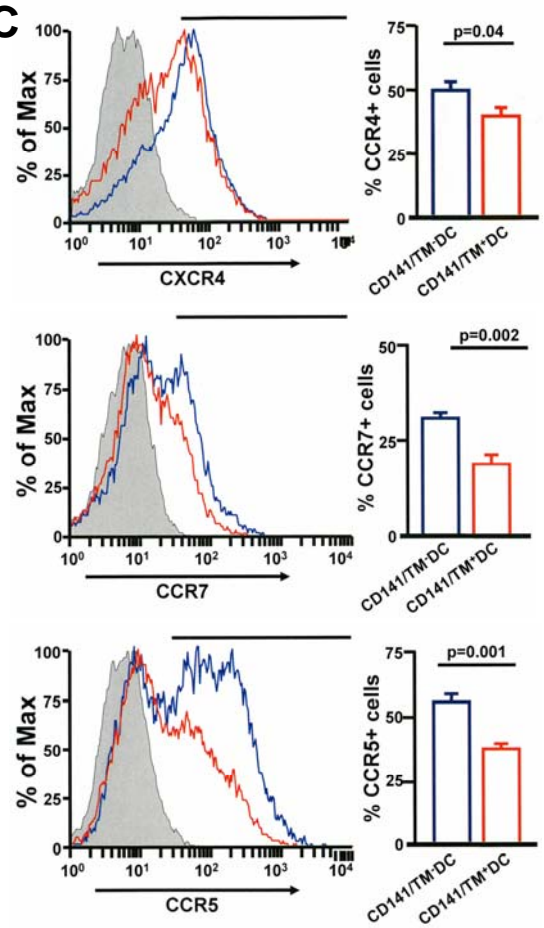 C
% of Max
100
75
50
25
0
10⁰ 10¹ 10² 10³ 10⁴
CXCR4
% CCR4+ cells
75
50
25
0
p=0.04
CD141/TM⁻DC
CD141/TM⁺DC
% of Max
100
75
50
25
0
10⁰ 10¹ 10² 10³ 10⁴
CCR7
% CCR7+ cells
50
25
0
p=0.002
CD141/TM⁻DC
CD141/TM⁺DC
% of Max
100
75
50
25
0
10⁰ 10¹ 10² 10³ 10⁴
CCR5
% CCR5+ cells
75
50
25
0
p=0.001
CD141/TM⁻DC
CD141/TM⁺DC